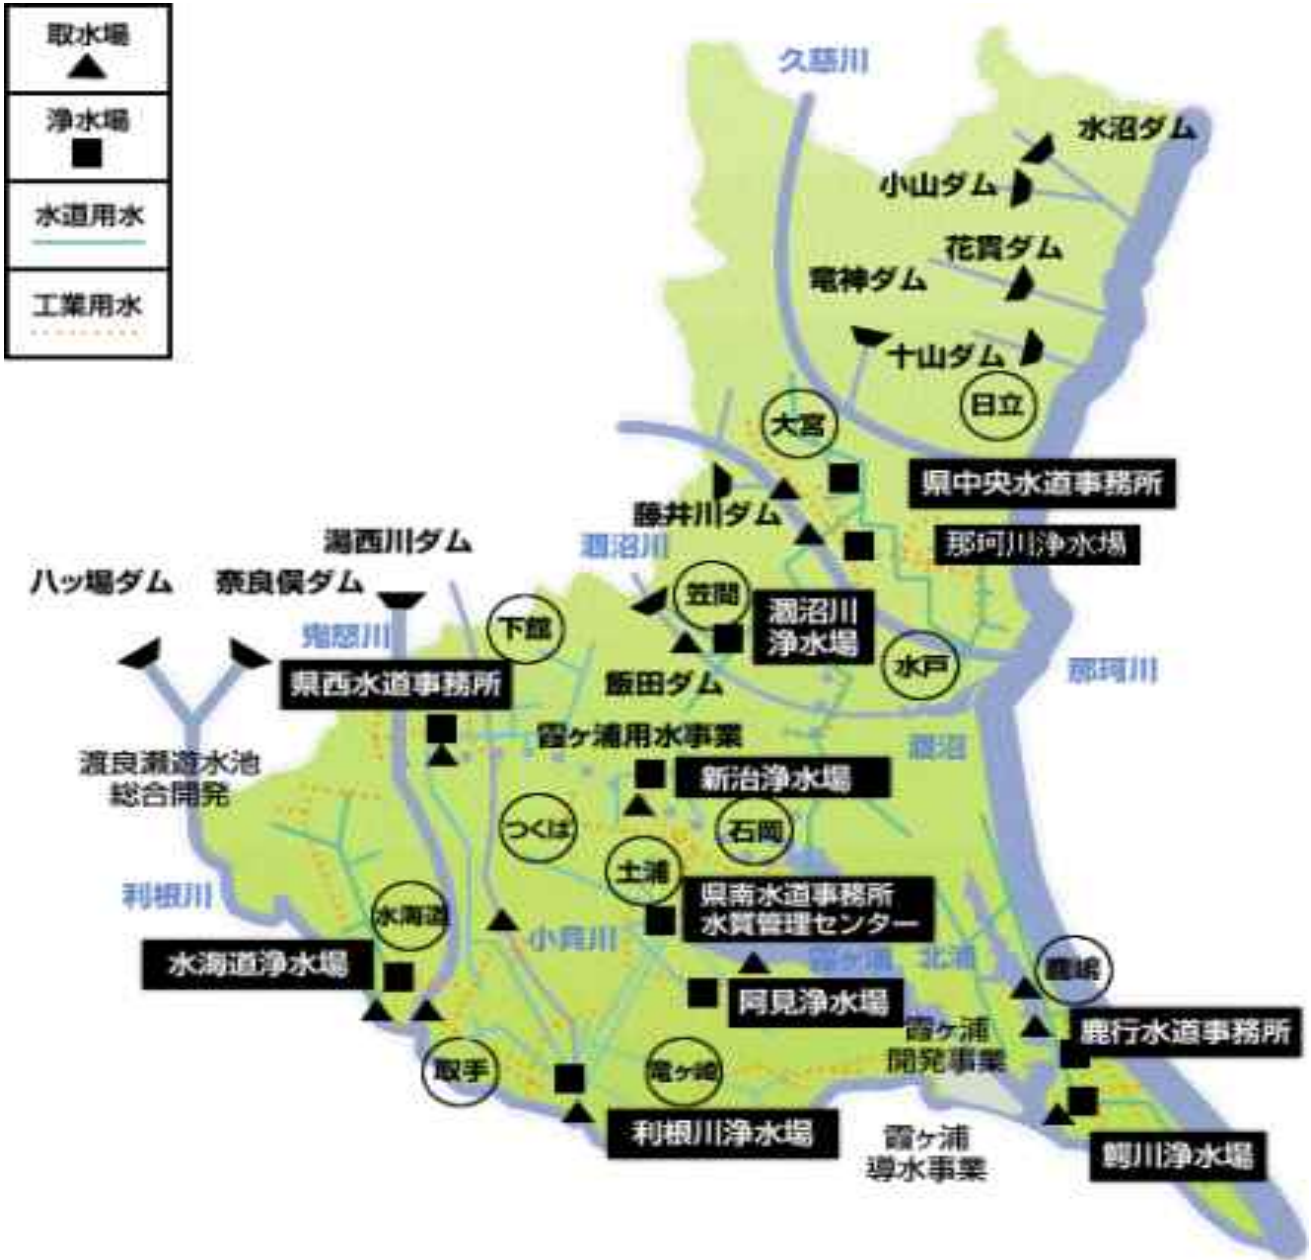 取水場
浄水場
水道用水
工業用水
久慈川
水沼ダム
小山ダム
花貫ダム
竜神ダム
十山ダム
日立
大宮
県中央水道事務所
藤井川ダム
那珂川浄水場
湯西川ダム
涸沼川
八ッ場ダム
奈良俣ダム
笠間
鬼怒川
下館
涸沼川
浄水場
水戸
那珂川
県西水道事務所
飯田ダム
霞ヶ浦用水事業
涸沼
渡良瀬遊水池
総合開発
新治浄水場
つくば
石岡
土浦
利根川
県南水道事務所
水質管理センター
水海道
小貝川
水海道浄水場
霞ヶ浦
北浦
鹿嶋
阿見浄水場
霞ヶ浦
開発事業
鹿行水道事務所
取手
竜ヶ崎
利根川浄水場
霞ヶ浦
導水事業
鰐川浄水場